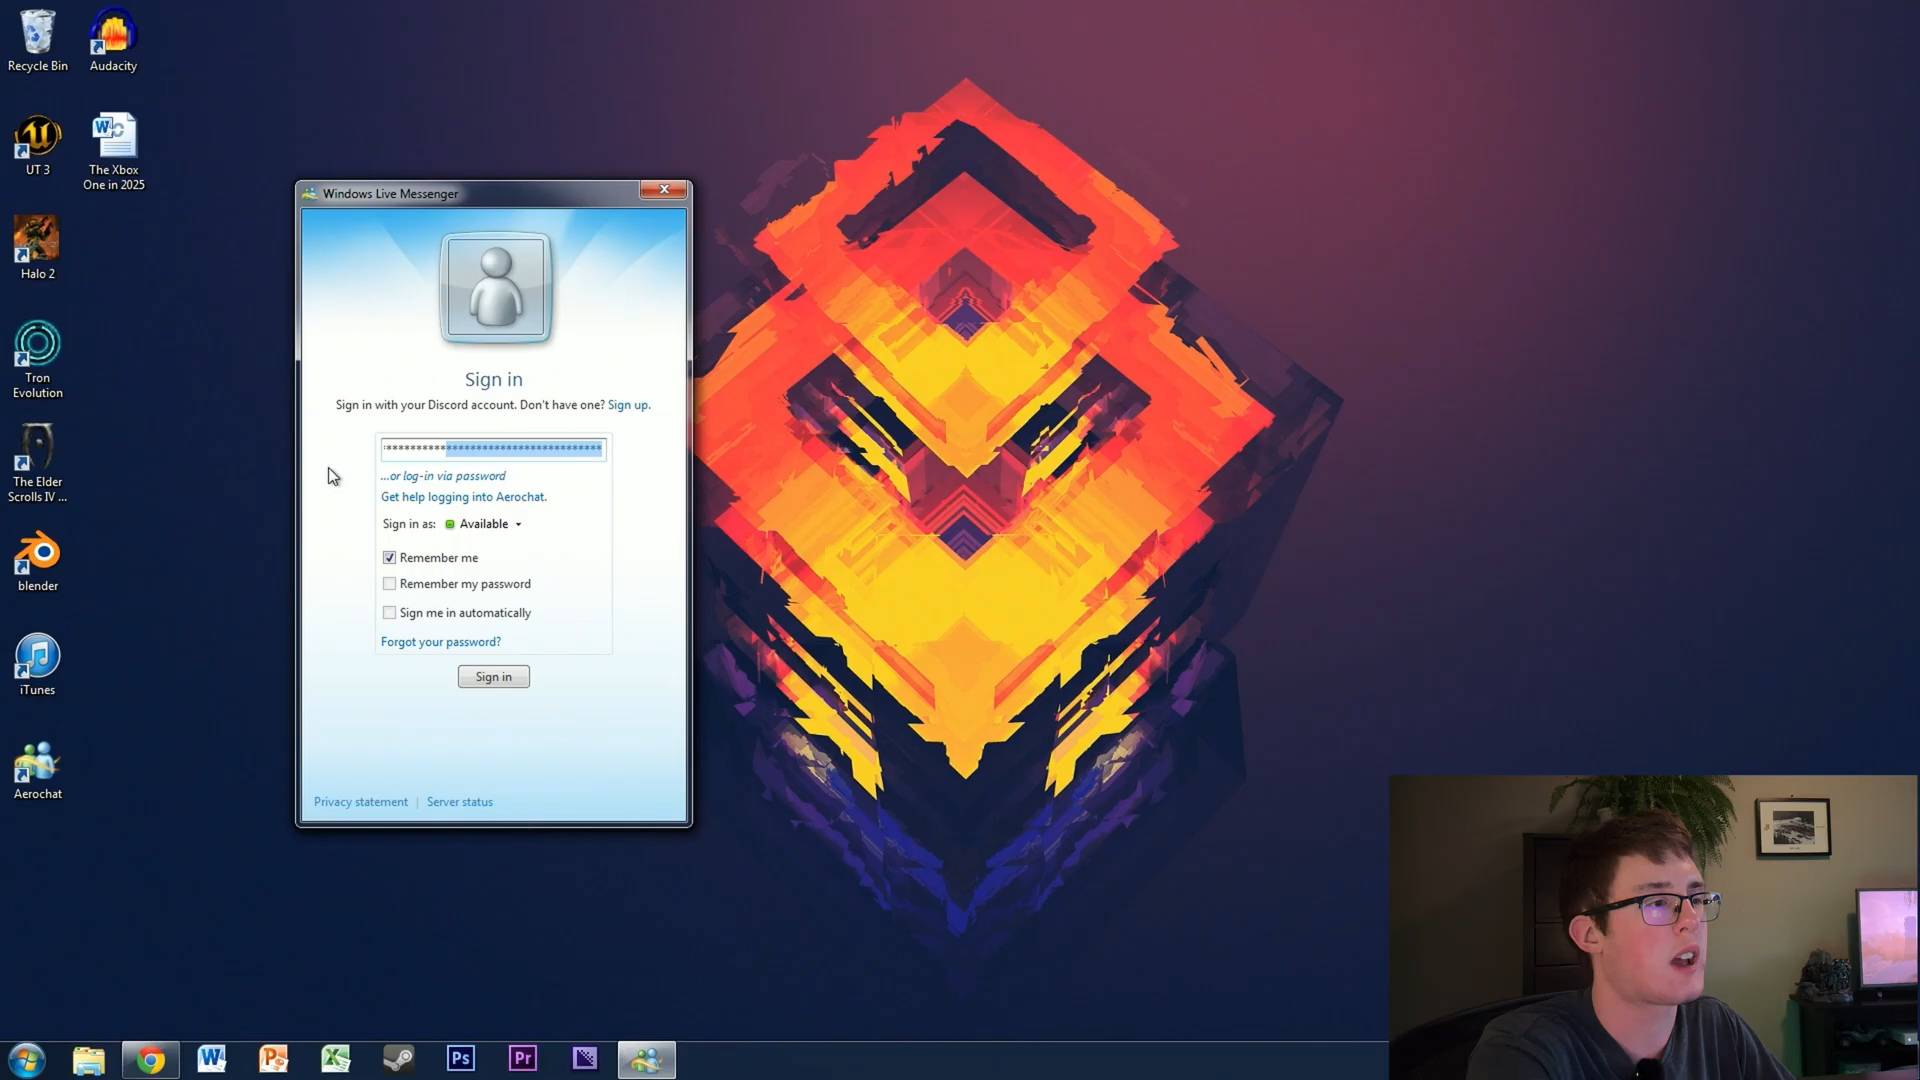 Recycle Bin
Audacity
UT 3
The Xbox
One in 2025
Halo 2
Tron
Evolution
The Elder
Scrolls IV ...
blender
iTunes
Aerochat
Windows Live Messenger
Sign in
Sign in with your Discord account. Don't have one? Sign up.
...or log-in via password
Get help logging into Aerochat.
Sign in as: Available
Remember me
Remember my password
Sign me in automatically
Forgot your password?
Sign in
Privacy statement | Server status
Ps
Pr